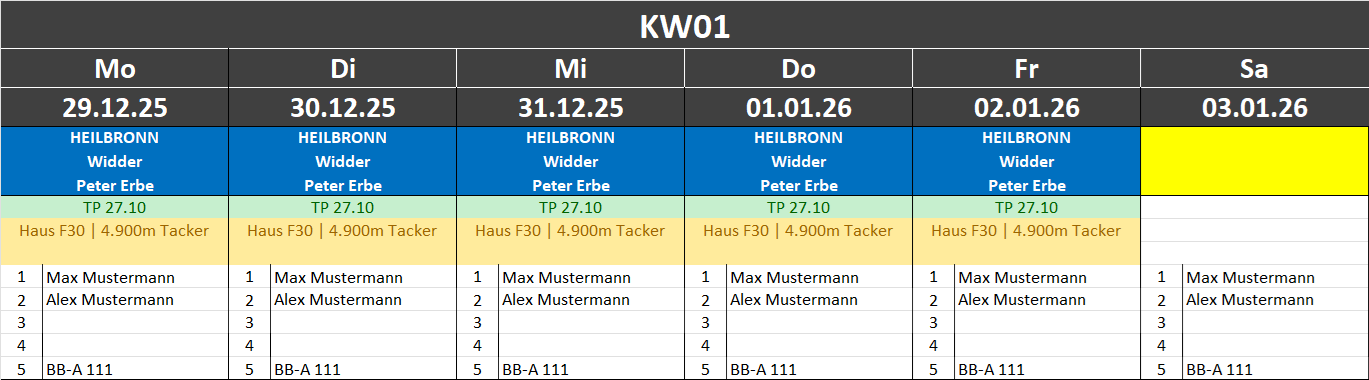 KW01
Mo Di Mi Do Fr Sa
29.12.25 30.12.25 31.12.25 01.01.26 02.01.26 03.01.26
HEILBRONN HEILBRONN HEILBRONN HEILBRONN HEILBRONN
Widder Widder Widder Widder Widder
Peter Erbe Peter Erbe Peter Erbe Peter Erbe Peter Erbe
TP 27.10 TP 27.10 TP 27.10 TP 27.10 TP 27.10
Haus F30 | 4.900m Tacker Haus F30 | 4.900m Tacker Haus F30 | 4.900m Tacker Haus F30 | 4.900m Tacker Haus F30 | 4.900m Tacker
1 Max Mustermann 1 Max Mustermann 1 Max Mustermann 1 Max Mustermann 1 Max Mustermann 1 Max Mustermann
2 Alex Mustermann 2 Alex Mustermann 2 Alex Mustermann 2 Alex Mustermann 2 Alex Mustermann 2 Alex Mustermann
3 3 3 3 3 3
4 4 4 4 4 4
5 BB-A 111 5 BB-A 111 5 BB-A 111 5 BB-A 111 5 BB-A 111 5 BB-A 111